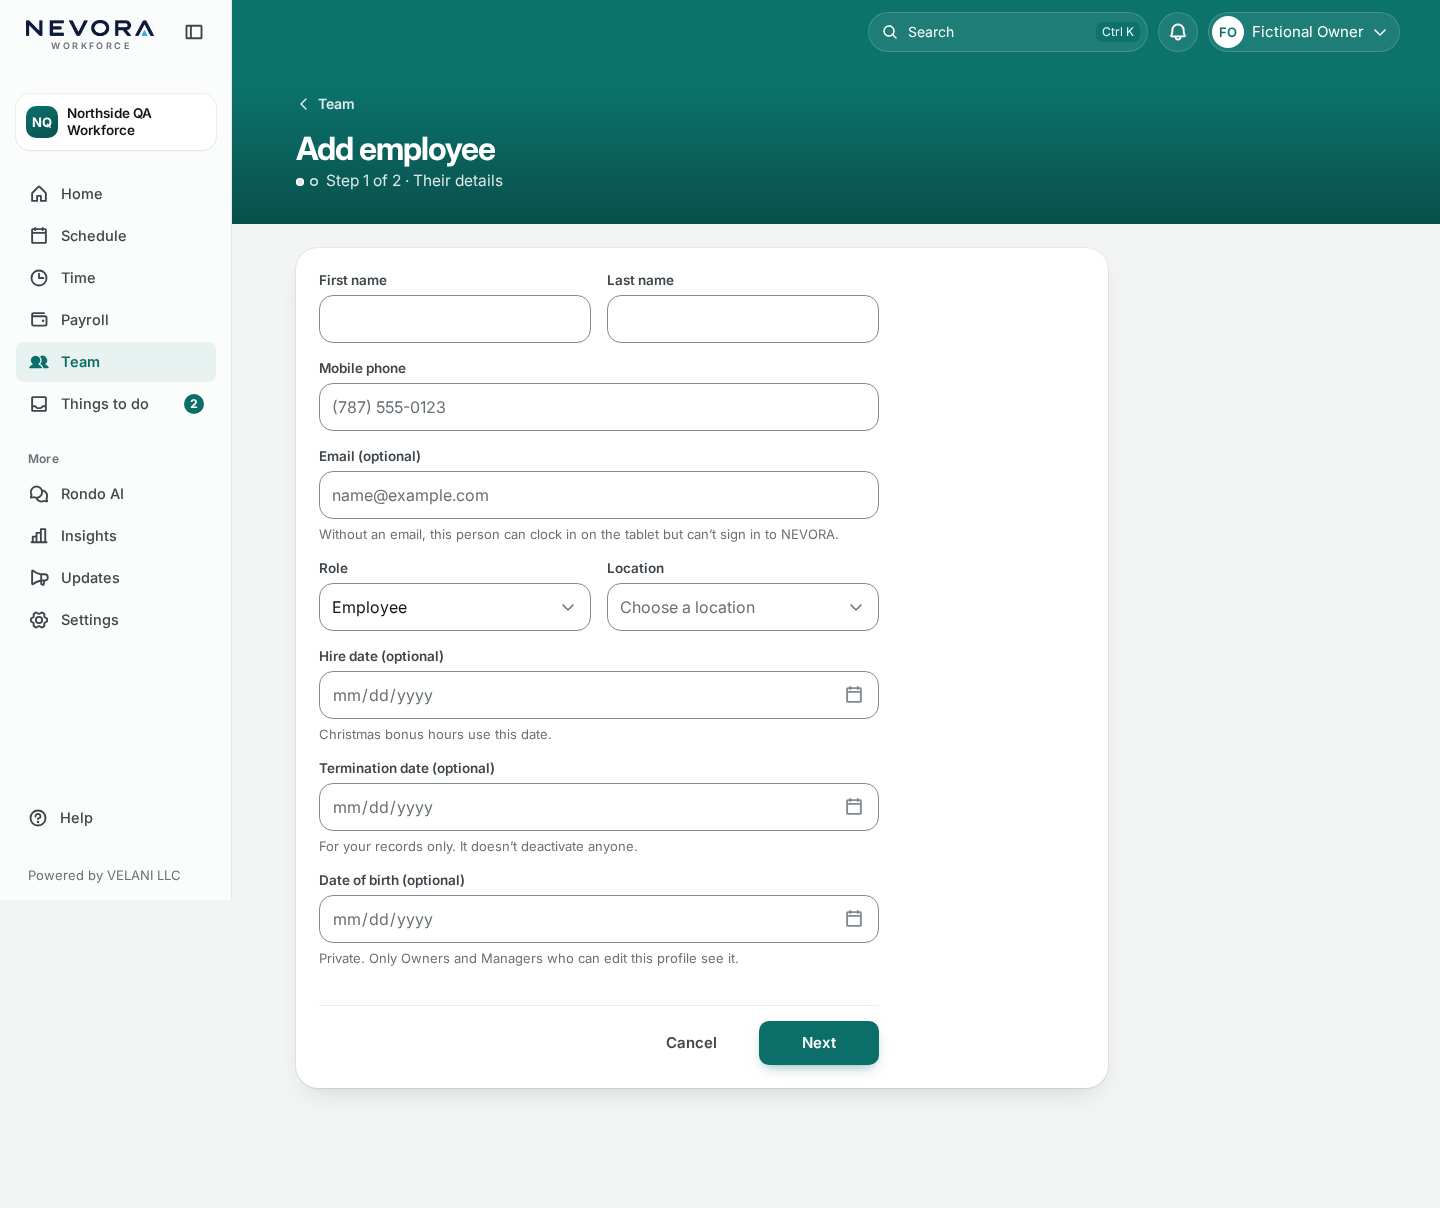 NEVORA
WORKFORCE
Search
Ctrl K
FO
Fictional Owner
NQ
Northside QA
Workforce
Home
Schedule
Time
Payroll
Team
Things to do
2
More
Rondo AI
Insights
Updates
Settings
Help
Powered by VELANI LLC
Team
Add employee
Step 1 of 2 · Their details
First name
Last name
Mobile phone
(787) 555-0123
Email (optional)
name@example.com
Without an email, this person can clock in on the tablet but can’t sign in to NEVORA.
Role
Location
Employee
Choose a location
Hire date (optional)
mm/dd/yyyy
Christmas bonus hours use this date.
Termination date (optional)
mm/dd/yyyy
For your records only. It doesn’t deactivate anyone.
Date of birth (optional)
mm/dd/yyyy
Private. Only Owners and Managers who can edit this profile see it.
Cancel
Next